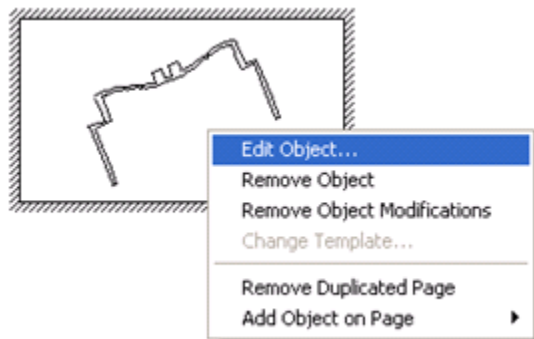 Edit Object...
Remove Object
Remove Object Modifications
Change Template...
Remove Duplicated Page
Add Object on Page